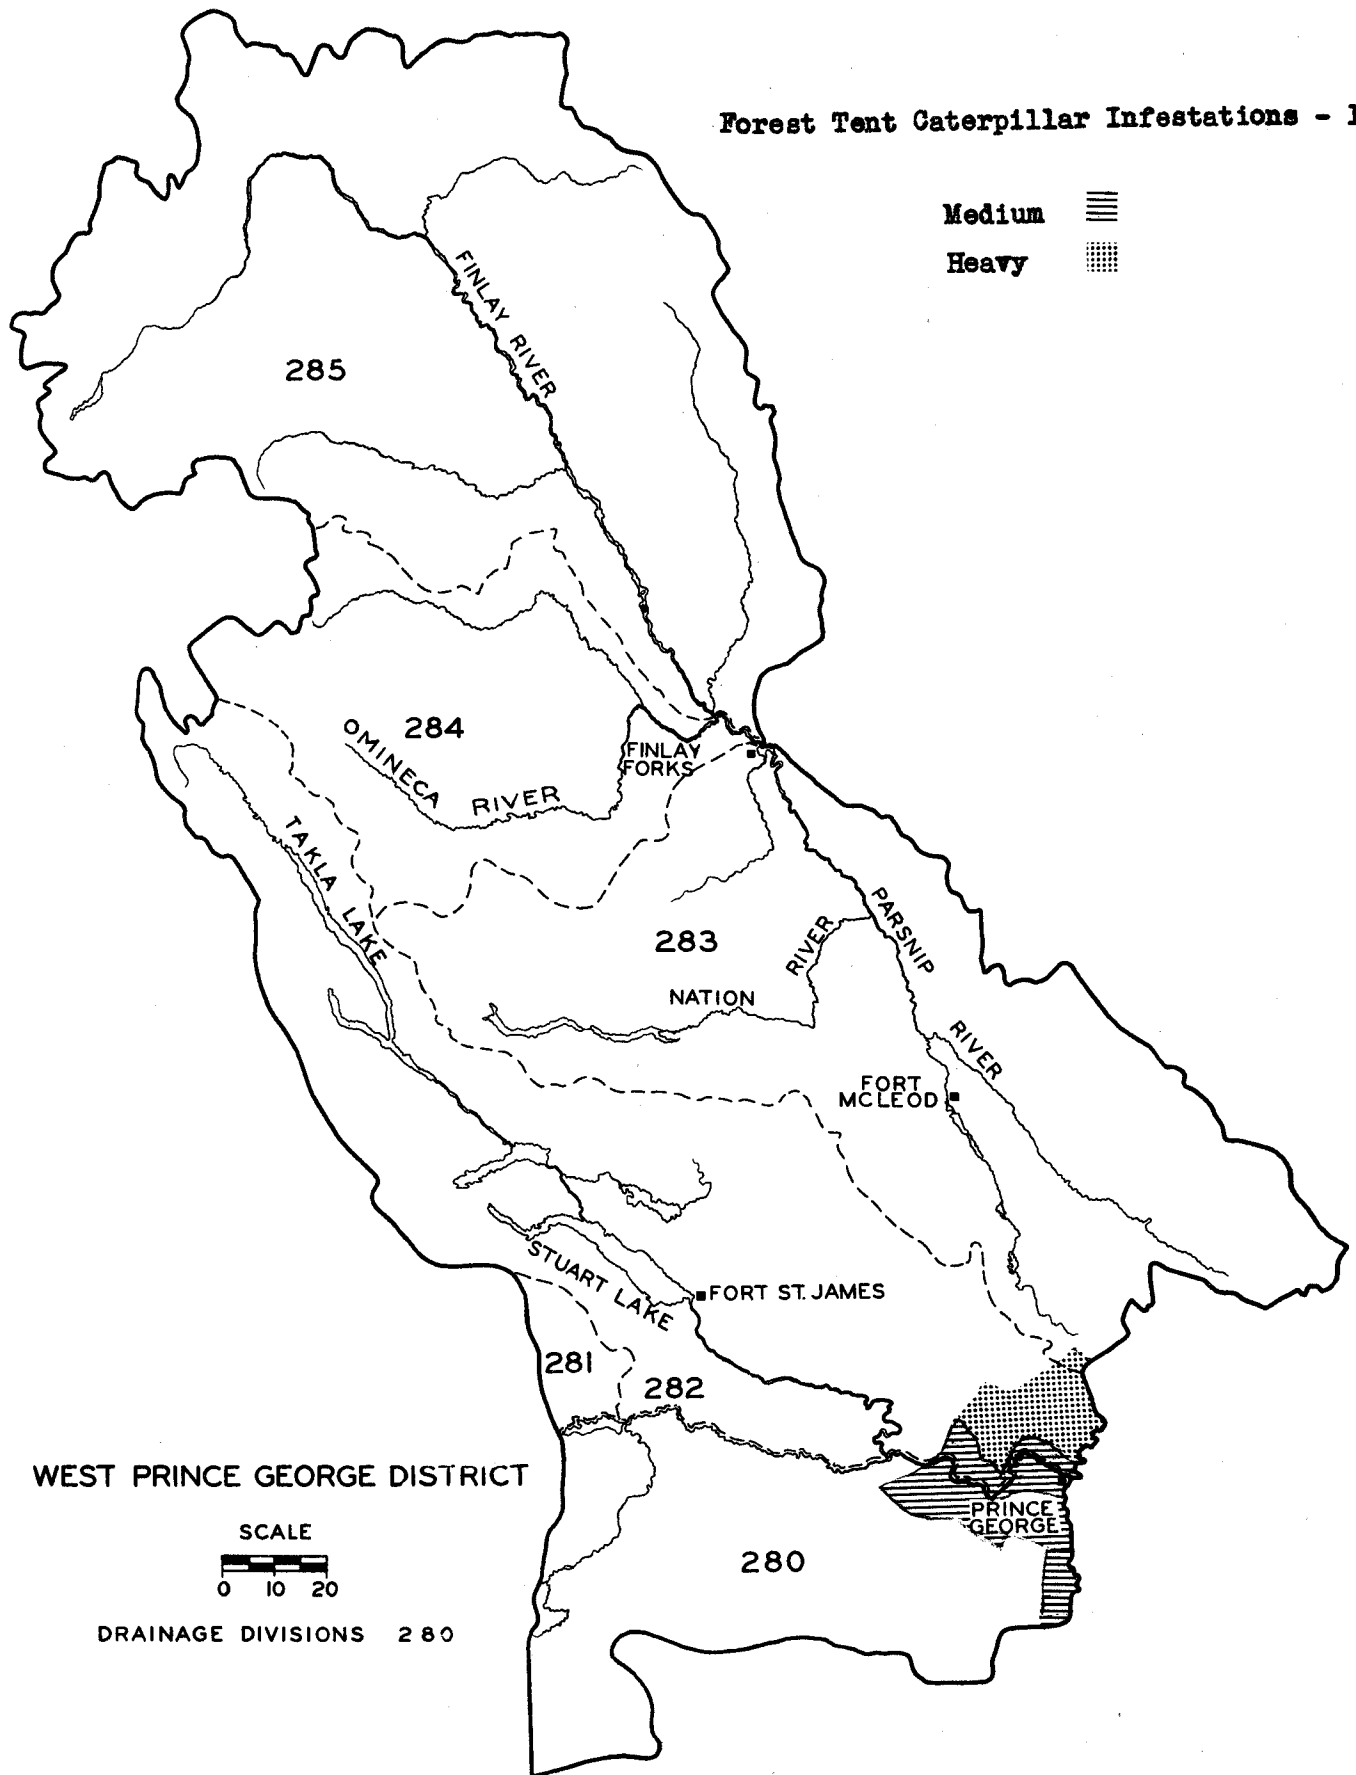 Forest Tent Caterpillar Infestations -
Medium
Heavy
FINLAY RIVER
285
284
OMINECA RIVER
FINLAY
FORKS
TAKLA LAKE
283
PARSNIP RIVER
NATION RIVER
FORT
MCLEOD
STUART LAKE
FORT ST. JAMES
281
282
WEST PRINCE GEORGE DISTRICT
PRINCE
GEORGE
SCALE
0 10 20
280
DRAINAGE DIVISIONS 280